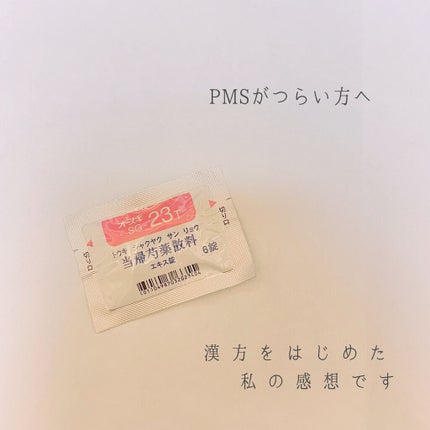 PMSがつらい方へ
オースギ
SG-23T
トウキ シャクヤク サン リョウ
当帰芍薬散料 6錠
エキス錠
切り口
切り口
漢方をはじめた
私の感想です